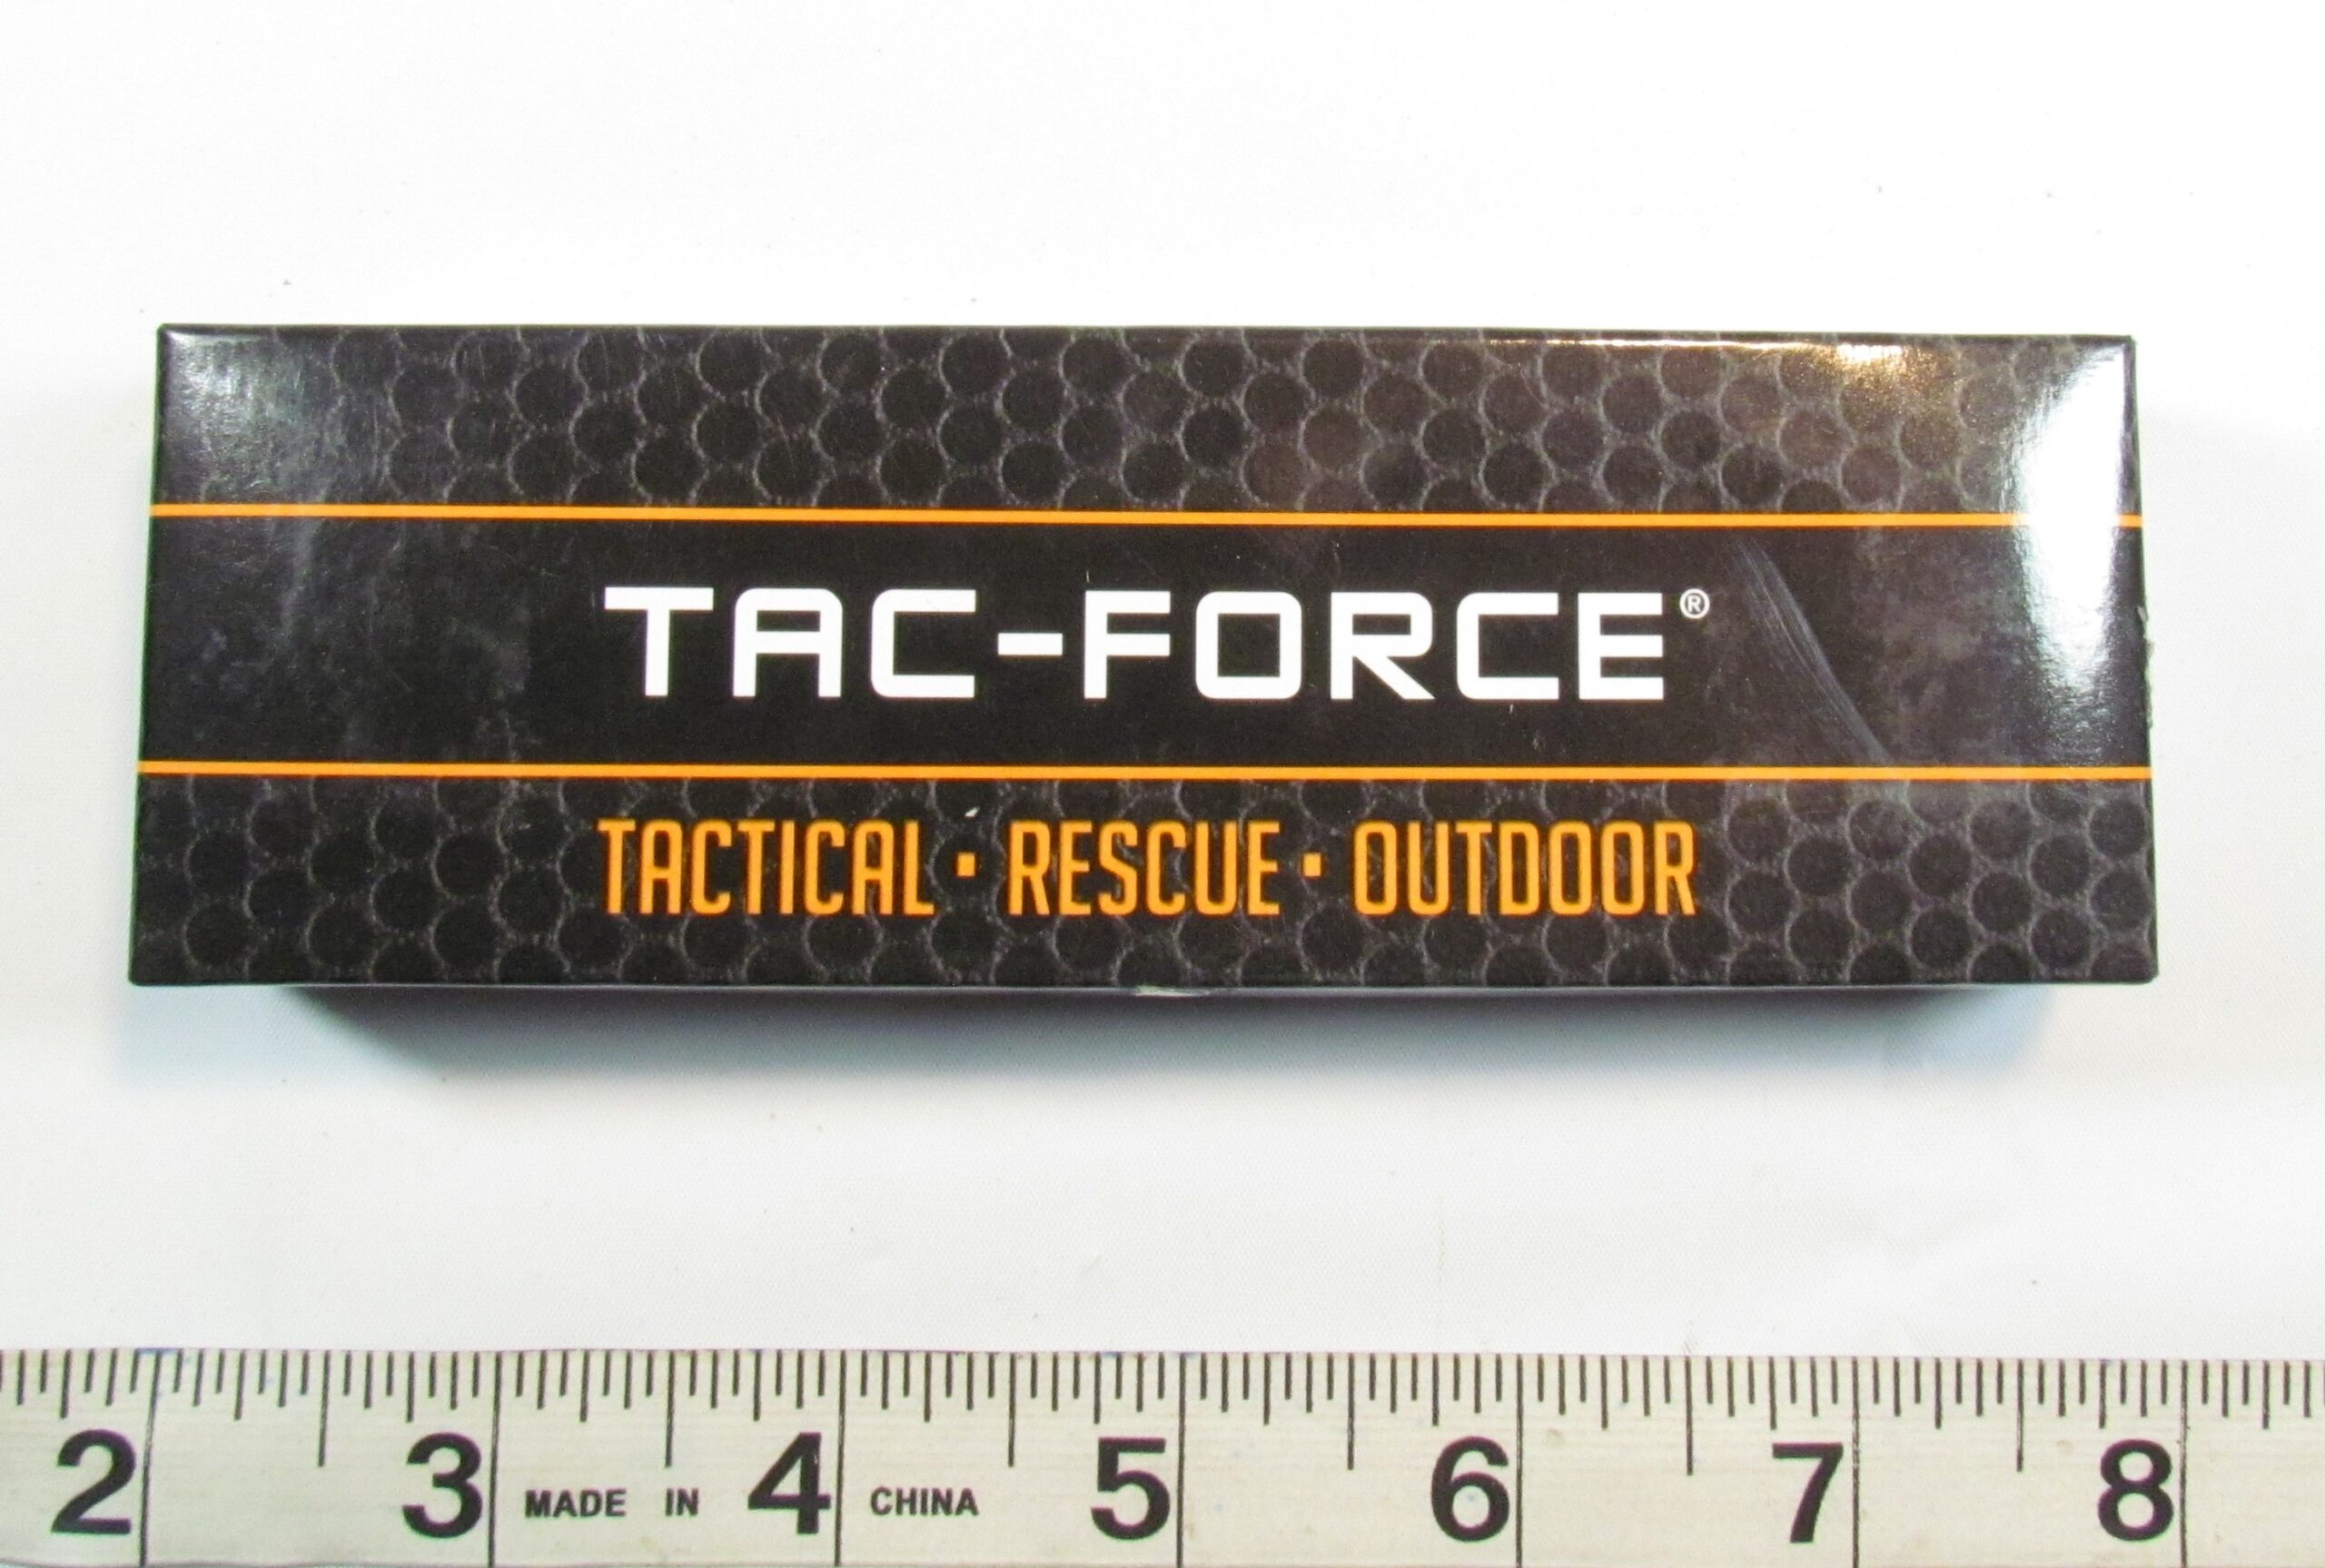 TAC-FORCE®
TACTICAL · RESCUE · OUTDOOR
2 3 MADE IN 4 CHINA 5 6 7 8